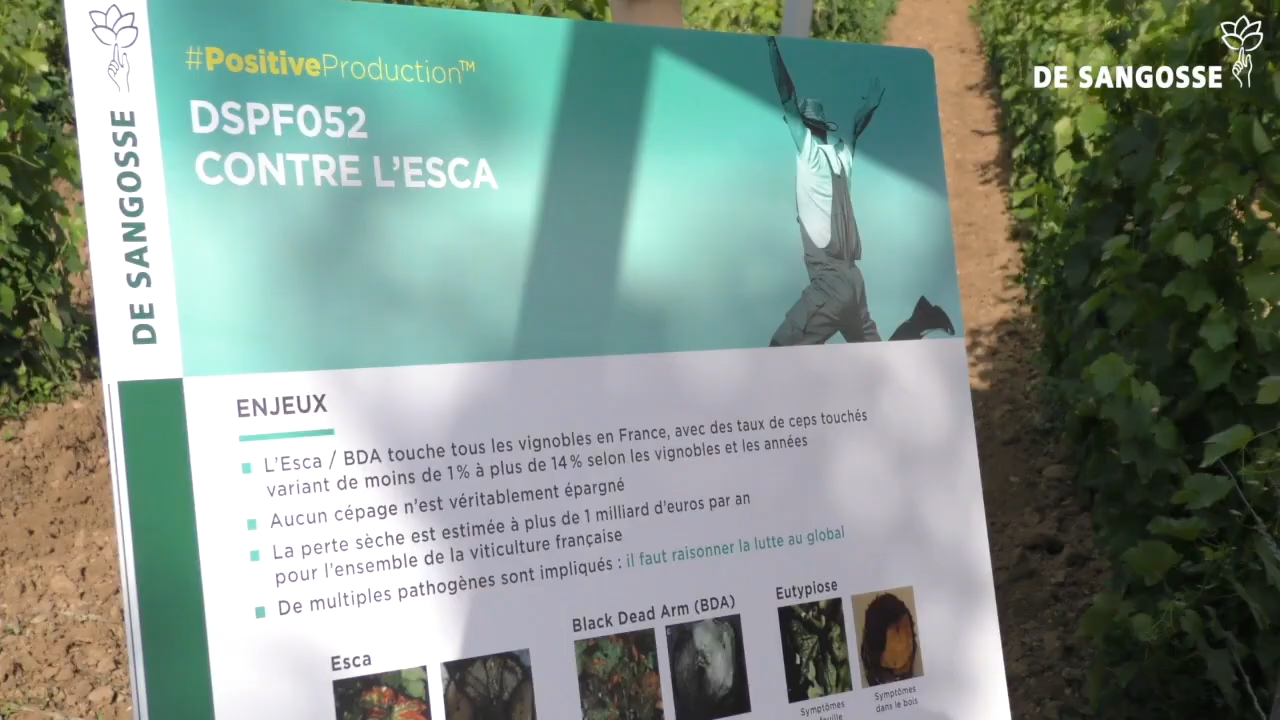 DE SANGOSSE
DE SANGOSSE
#PositiveProduction™
DSPF052
CONTRE L'ESCA
ENJEUX
L'Esca / BDA touche tous les vignobles en France, avec des taux de ceps touchés
variant de moins de 1% à plus de 14% selon les vignobles et les années
Aucun cépage n'est véritablement épargné
La perte sèche est estimée à plus de 1 milliard d'euros par an
pour l'ensemble de la viticulture française
De multiples pathogènes sont impliqués : il faut raisonner la lutte au global
Esca
Black Dead Arm (BDA)
Eutypiose
Symptômes
Symptômes
dans le bois